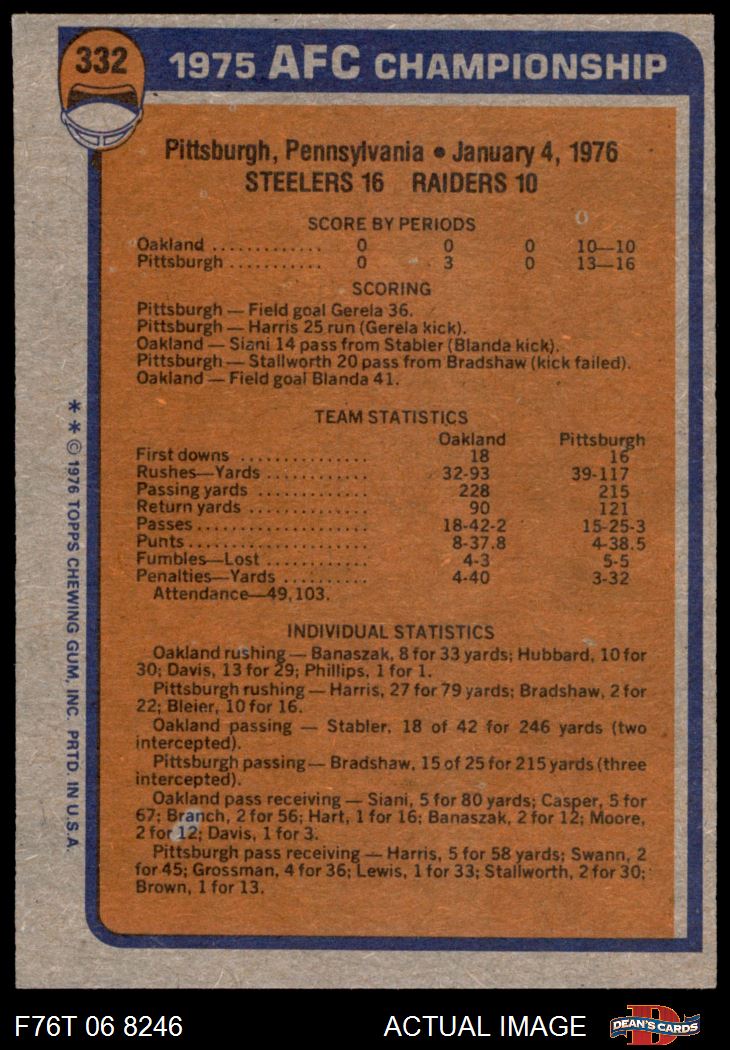 332
1975 AFC CHAMPIONSHIP
Pittsburgh, Pennsylvania • January 4, 1976
STEELERS 16 RAIDERS 10
SCORE BY PERIODS
Oakland ............. 0 0 0 10—10
Pittsburgh ........... 0 3 0 13—16
SCORING
Pittsburgh — Field goal Gerela 36.
Pittsburgh — Harris 25 run (Gerela kick).
Oakland — Siani 14 pass from Stabler (Blanda kick).
Pittsburgh — Stallworth 20 pass from Bradshaw (kick failed).
Oakland — Field goal Blanda 41.
TEAM STATISTICS
Oakland Pittsburgh
First downs ............... 18 16
Rushes—Yards ............ 32-93 39-117
Passing yards ............. 228 215
Return yards .............. 90 121
Passes .................... 18-42-2 15-25-3
Punts ..................... 8-37.8 4-38.5
Fumbles—Lost ............ 4-3 5-5
Penalties—Yards .......... 4-40 3-32
Attendance—49,103.
INDIVIDUAL STATISTICS
Oakland rushing — Banaszak, 8 for 33 yards; Hubbard, 10 for
30; Davis, 13 for 29; Phillips, 1 for 1.
Pittsburgh rushing — Harris, 27 for 79 yards; Bradshaw, 2 for
22; Bleier, 10 for 16.
Oakland passing — Stabler, 18 of 42 for 246 yards (two
intercepted).
Pittsburgh passing — Bradshaw, 15 of 25 for 215 yards (three
intercepted).
Oakland pass receiving — Siani, 5 for 80 yards; Casper, 5 for
67; Branch, 2 for 56; Hart, 1 for 16; Banaszak, 2 for 12; Moore,
2 for 12; Davis, 1 for 3.
Pittsburgh pass receiving — Harris, 5 for 58 yards; Swann, 2
for 45; Grossman, 4 for 36; Lewis, 1 for 33; Stallworth, 2 for 30;
Brown, 1 for 13.
* * © 1976 TOPPS CHEWING GUM, INC. PRTD. IN U.S.A.
F76T 06 8246 ACTUAL IMAGE
DEAN'S CARDS